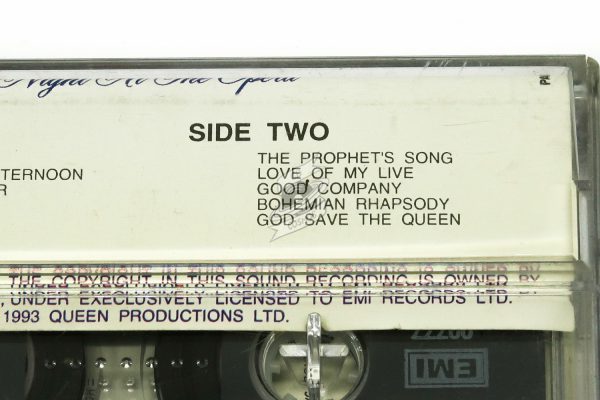 Night At The Opera
PL
SIDE TWO
TERNOON
R
THE PROPHET'S SONG
LOVE OF MY LIVE
GOOD COMPANY
BOHEMIAN RHAPSODY
GOD SAVE THE QUEEN
THE COPYRIGHT IN THIS SOUND RECORDING IS OWNED BY
, UNDER EXECLUSIVELY LICENSED TO EMI RECORDS LTD.
1993 QUEEN PRODUCTIONS LTD.
EMI